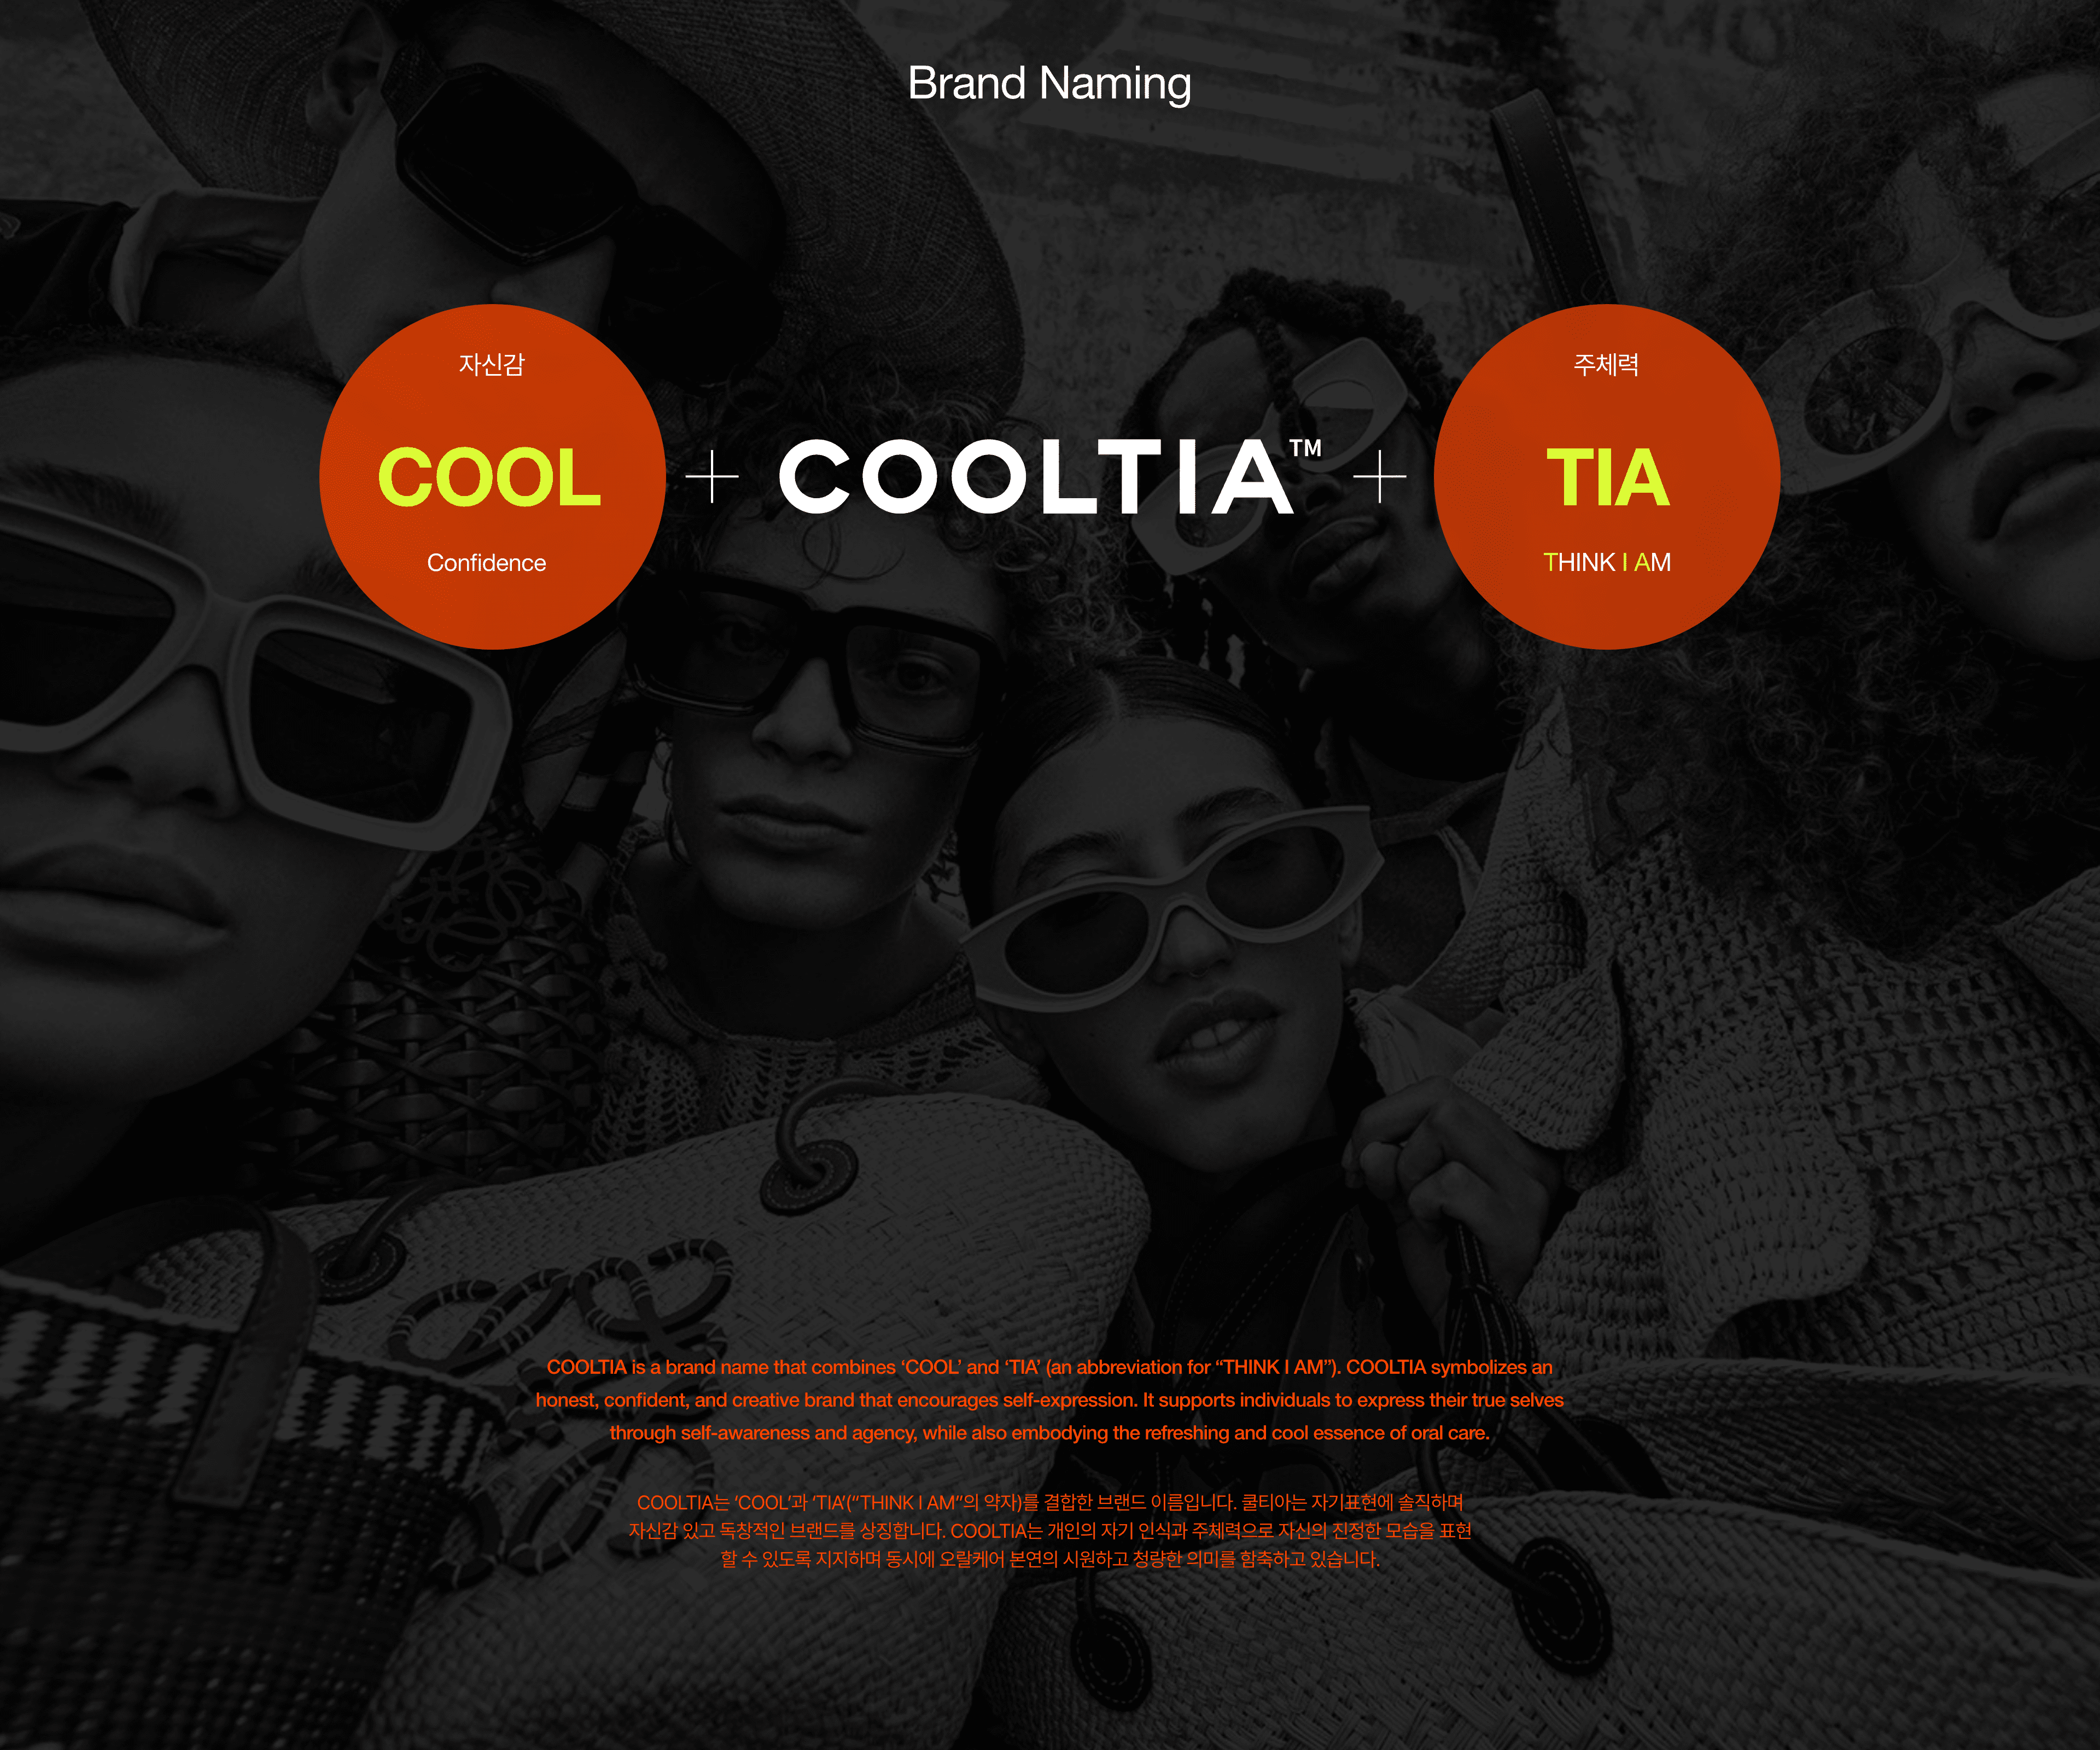 Brand Naming
자신감
COOL
Confidence
COOLTIA™
주체력
TIA
THINK I AM
COOLTIA is a brand name that combines ‘COOL’ and ‘TIA’ (an abbreviation for “THINK I AM”). COOLTIA symbolizes an
honest, confident, and creative brand that encourages self-expression. It supports individuals to express their true selves
through self-awareness and agency, while also embodying the refreshing and cool essence of oral care.
COOLTIA는 ‘COOL’과 ‘TIA’(“THINK I AM”의 약자)를 결합한 브랜드 이름입니다. 쿨티아는 자기표현에 솔직하며
자신감 있고 독창적인 브랜드를 상징합니다. COOLTIA는 개인의 자기 인식과 주체력으로 자신의 진정한 모습을 표현
할 수 있도록 지지하며 동시에 오랄케어 본연의 시원하고 청량한 의미를 함축하고 있습니다.